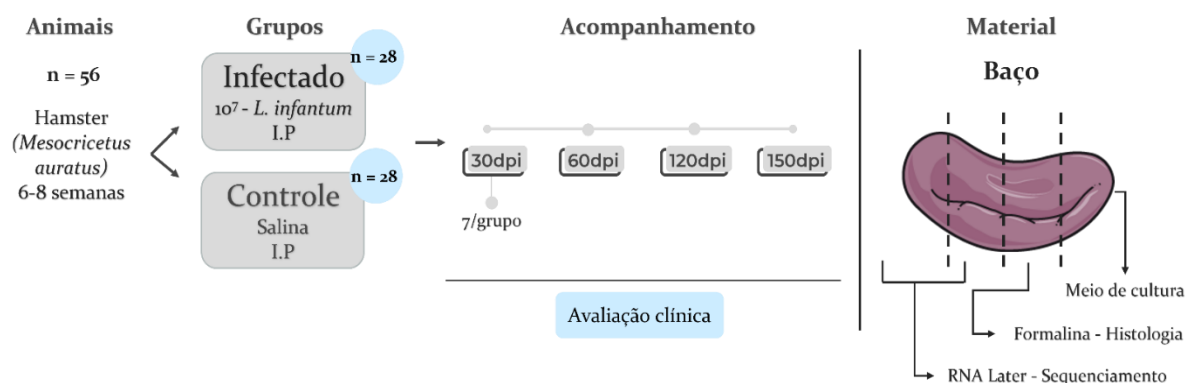 Animais
n = 56
Hamster
(Mesocricetus
auratus)
6-8 semanas
Grupos
n = 28
Infectado
10⁷ - L. infantum
I.P
n = 28
Controle
Salina
I.P
Acompanhamento
30dpi
60dpi
120dpi
150dpi
7/grupo
Avaliação clínica
Material
Baço
Meio de cultura
Formalina - Histologia
RNA Later - Sequenciamento